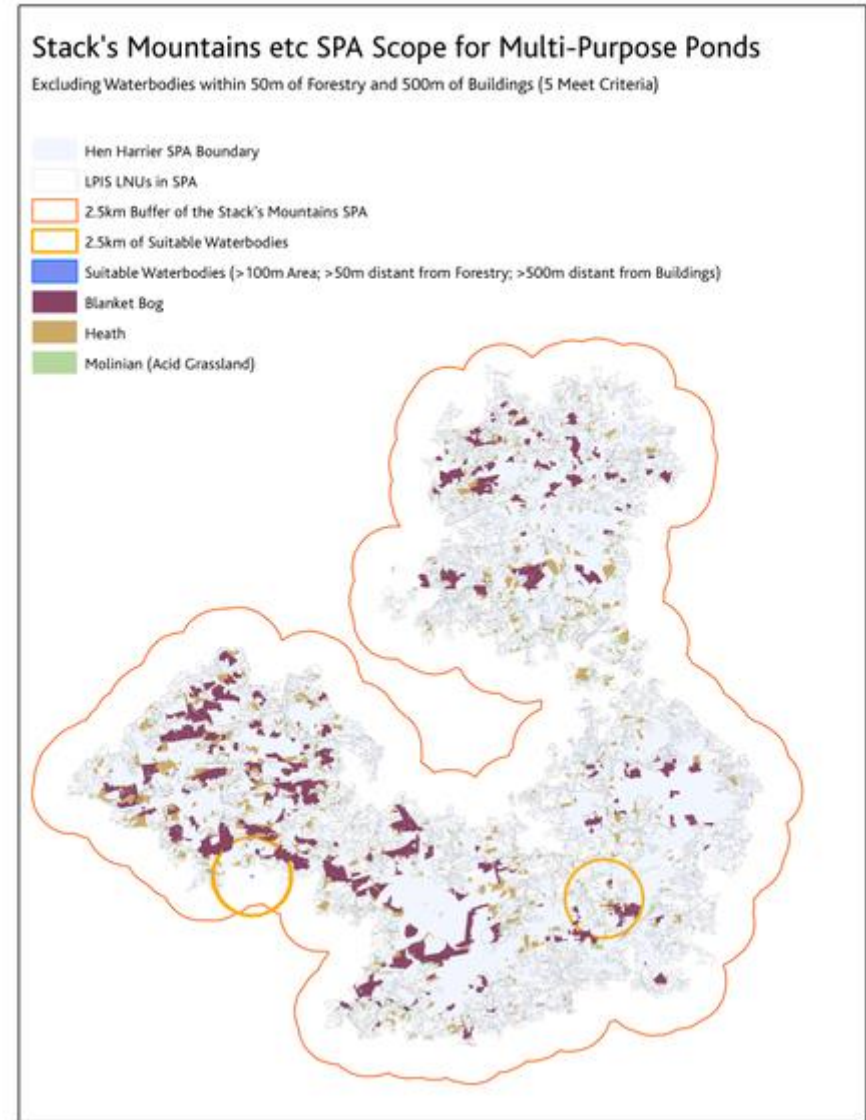 Stack's Mountains etc SPA Scope for Multi-Purpose Ponds
Excluding Waterbodies within 50m of Forestry and 500m of Buildings (5 Meet Criteria)
Hen Harrier SPA Boundary
LPIS LNUs in SPA
2.5km Buffer of the Stack's Mountains SPA
2.5km of Suitable Waterbodies
Suitable Waterbodies (>100m Area; >50m distant from Forestry; >500m distant from Buildings)
Blanket Bog
Heath
Molinian (Acid Grassland)